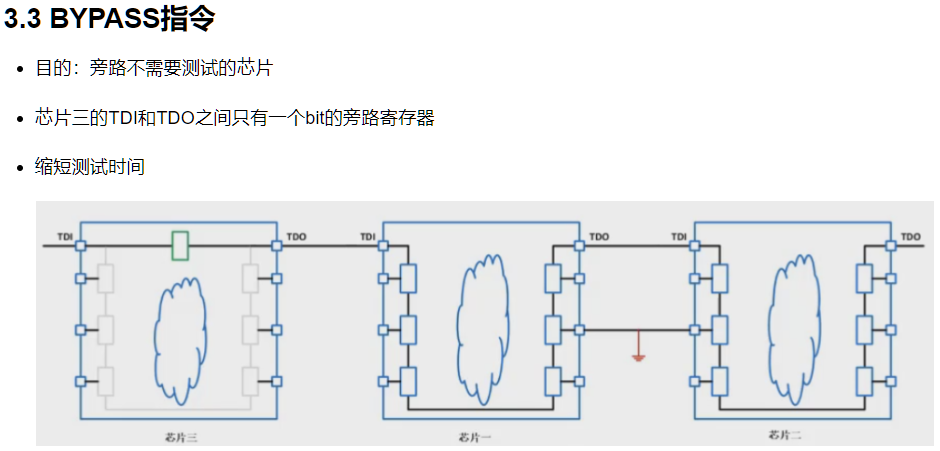 3.3 BYPASS指令
目的：旁路不需要测试的芯片
芯片三的TDI和TDO之间只有一个bit的旁路寄存器
缩短测试时间
TDI TDO TDI TDO TDI TDO
芯片三 芯片一 芯片二